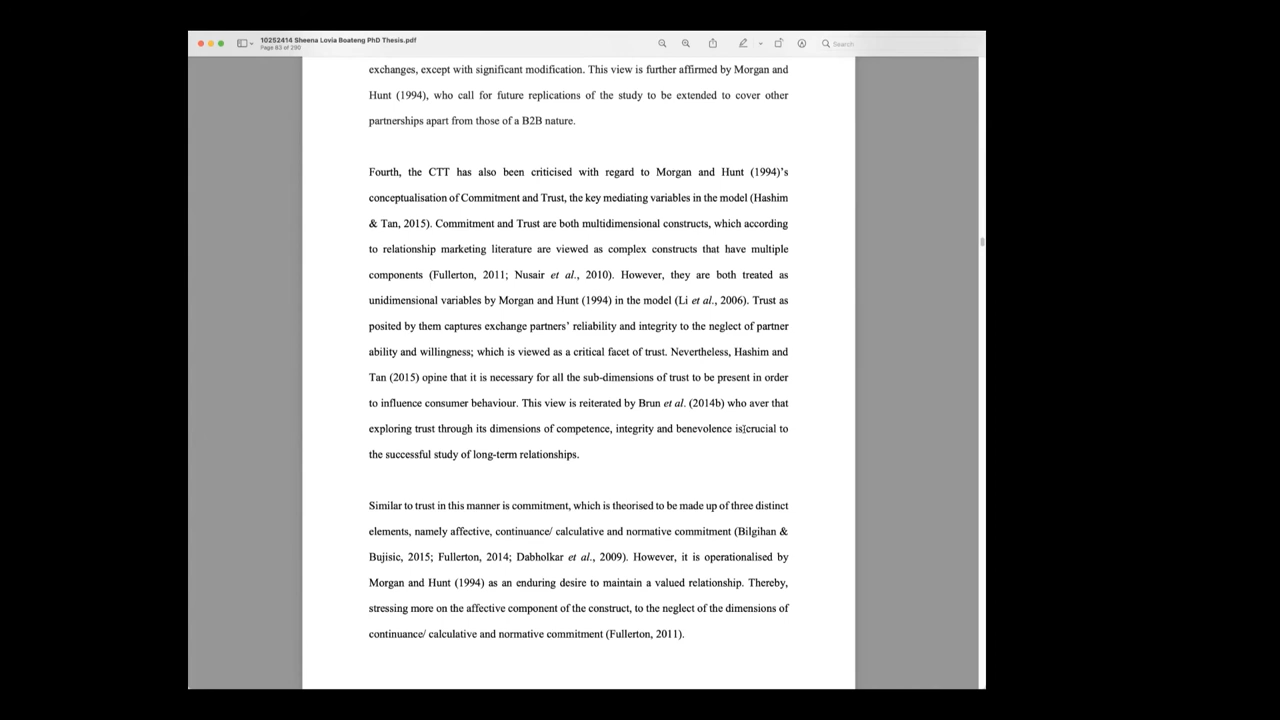 10252414 Sheena Lovia Boateng PhD Thesis.pdf
Page 83 of 290
Search
exchanges, except with significant modification. This view is further affirmed by Morgan and
Hunt (1994), who call for future replications of the study to be extended to cover other
partnerships apart from those of a B2B nature.
Fourth, the CTT has also been criticised with regard to Morgan and Hunt (1994)'s
conceptualisation of Commitment and Trust, the key mediating variables in the model (Hashim
& Tan, 2015). Commitment and Trust are both multidimensional constructs, which according
to relationship marketing literature are viewed as complex constructs that have multiple
components (Fullerton, 2011; Nusair et al., 2010). However, they are both treated as
unidimensional variables by Morgan and Hunt (1994) in the model (Li et al., 2006). Trust as
posited by them captures exchange partners' reliability and integrity to the neglect of partner
ability and willingness; which is viewed as a critical facet of trust. Nevertheless, Hashim and
Tan (2015) opine that it is necessary for all the sub-dimensions of trust to be present in order
to influence consumer behaviour. This view is reiterated by Brun et al. (2014b) who aver that
exploring trust through its dimensions of competence, integrity and benevolence is crucial to
the successful study of long-term relationships.
Similar to trust in this manner is commitment, which is theorised to be made up of three distinct
elements, namely affective, continuance/ calculative and normative commitment (Bilgihan &
Bujisic, 2015; Fullerton, 2014; Dabholkar et al., 2009). However, it is operationalised by
Morgan and Hunt (1994) as an enduring desire to maintain a valued relationship. Thereby,
stressing more on the affective component of the construct, to the neglect of the dimensions of
continuance/ calculative and normative commitment (Fullerton, 2011).